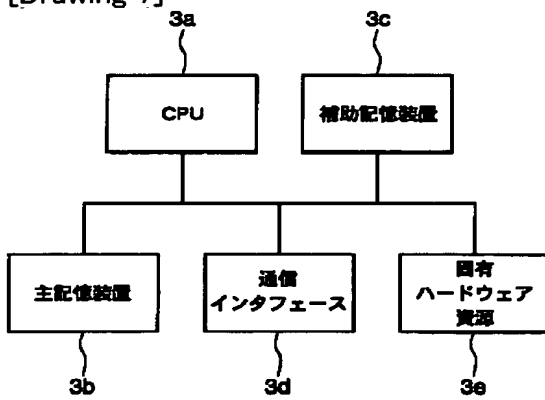 [Drawing 7]
3a
3c
CPU
補助記憶装置
主記憶装置
通信
インタフェース
固有
ハードウェア
資源
3b
3d
3e